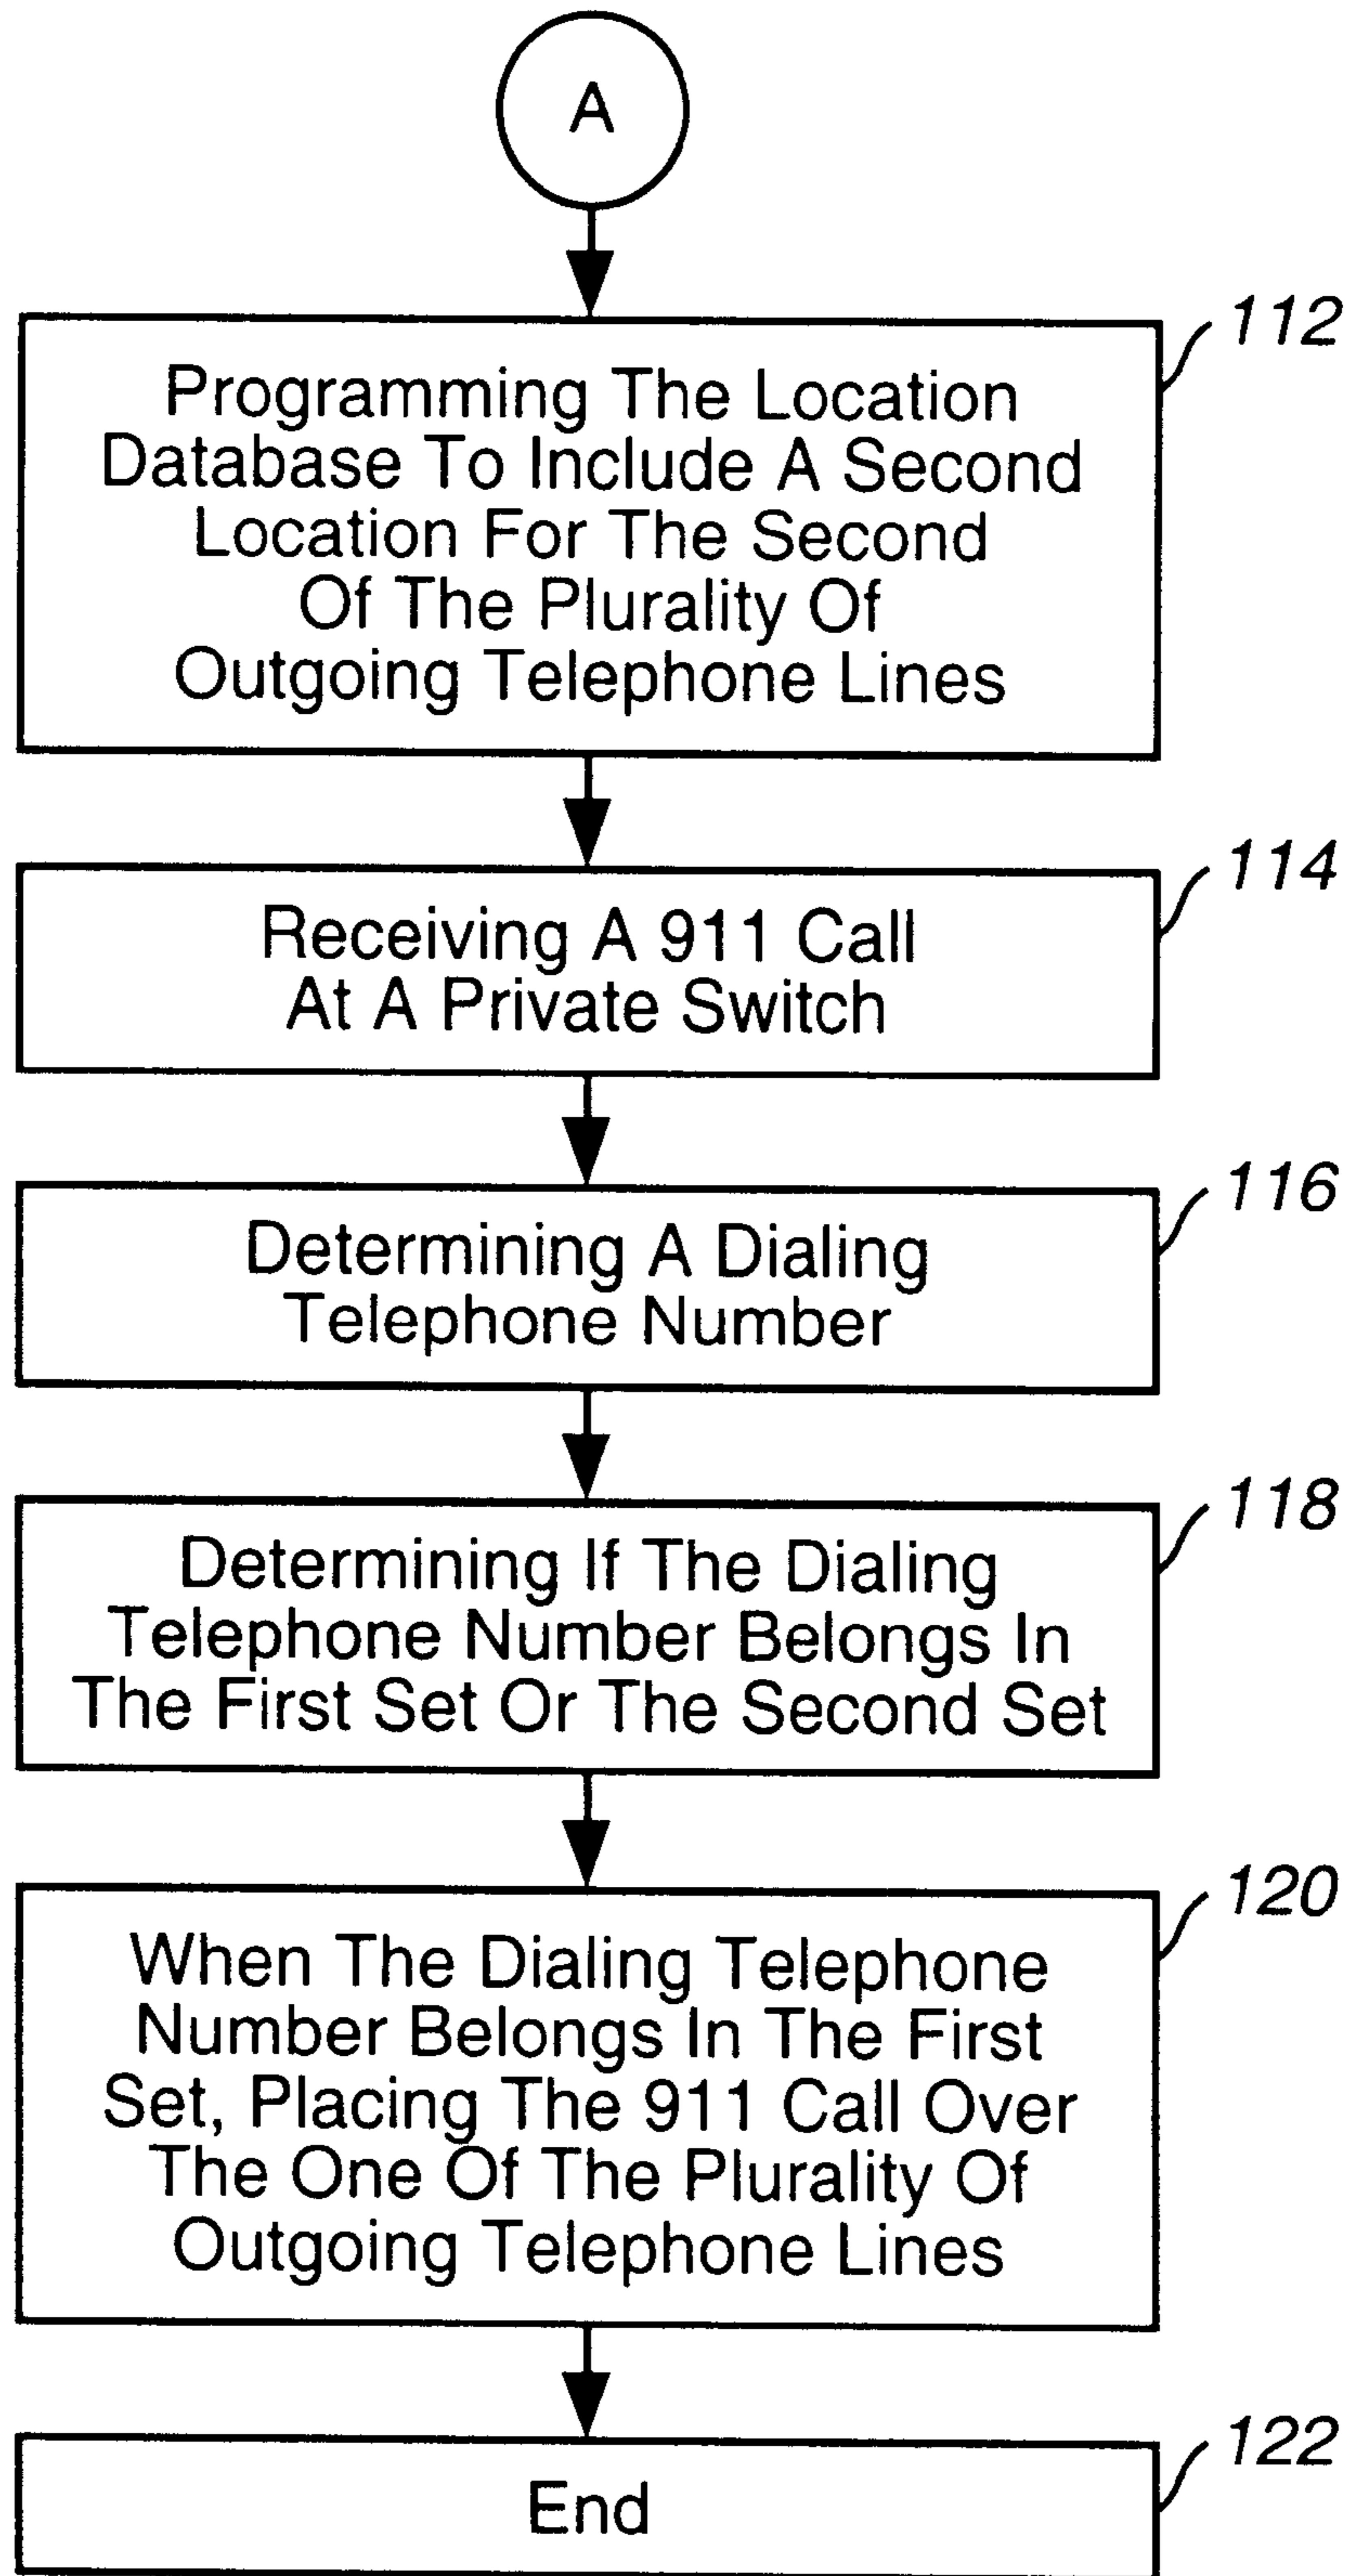 A
112
Programming The Location
Database To Include A Second
Location For The Second
Of The Plurality Of
Outgoing Telephone Lines
114
Receiving A 911 Call
At A Private Switch
116
Determining A Dialing
Telephone Number
118
Determining If The Dialing
Telephone Number Belongs In
The First Set Or The Second Set
120
When The Dialing Telephone
Number Belongs In The First
Set, Placing The 911 Call Over
The One Of The Plurality Of
Outgoing Telephone Lines
122
End